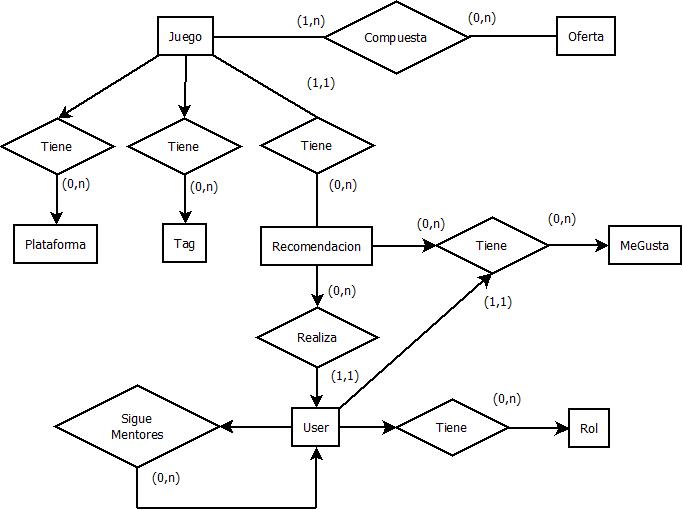 Juego
(1,n)
Compuesta
(0,n)
Oferta
(1,1)
Tiene
Tiene
Tiene
(0,n)
(0,n)
(0,n)
Plataforma
Tag
Recomendacion
(0,n)
Tiene
(0,n)
MeGusta
(0,n)
(1,1)
Realiza
(1,1)
Sigue
Mentores
User
Tiene
(0,n)
Rol
(0,n)